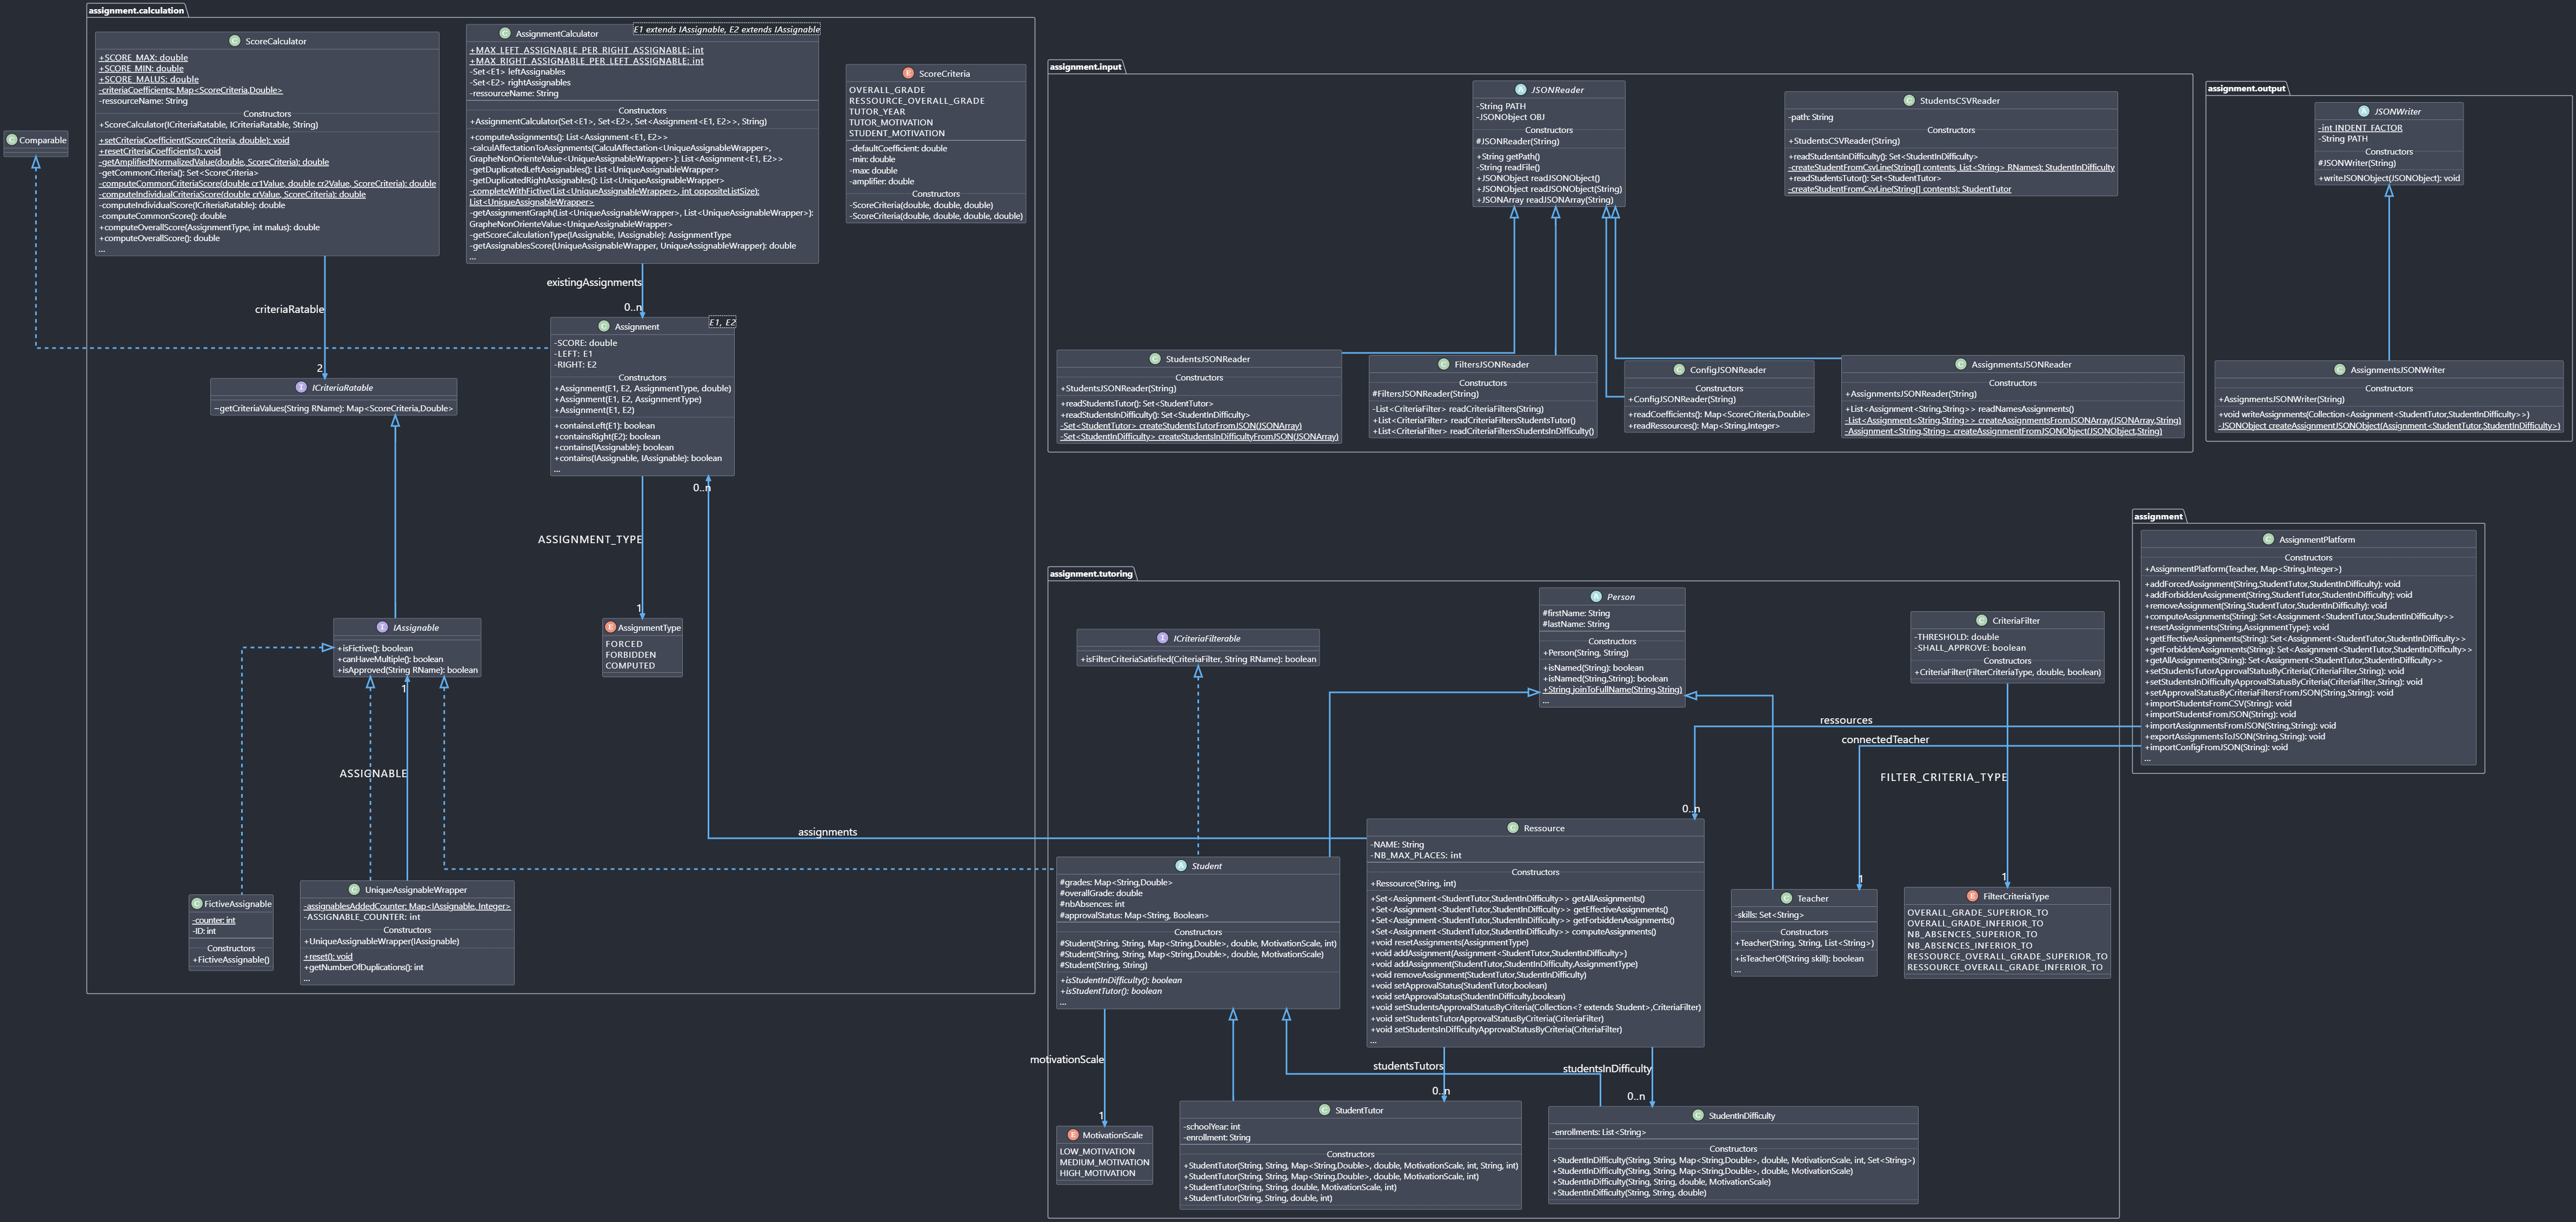 assignment.calculation
ScoreCalculator
+SCORE_MAX: double
+SCORE_MIN: double
+SCORE_MALUS: double
-criteriaCoefficients: Map<ScoreCriteria,Double>
-ressourceName: String
Constructors
+ScoreCalculator(ICriteriaRatable, ICriteriaRatable, String)
+setCriteriaCoefficient(ScoreCriteria, double): void
+resetCriteriaCoefficients(): void
-getAmplifiedNormalizedValue(double, ScoreCriteria): double
-getCommonCriteria(): Set<ScoreCriteria>
-computeCommonCriteriaScore(double cr1Value, double cr2Value, ScoreCriteria): double
-computeIndividualCriteriaScore(double crValue, ScoreCriteria): double
-computeIndividualScore(ICriteriaRatable): double
-computeCommonScore(): double
+computeOverallScore(AssignmentType, int malus): double
+computeOverallScore(): double
...
E1 extends IAssignable, E2 extends IAssignable
AssignmentCalculator
+MAX_LEFT_ASSIGNABLE_PER_RIGHT_ASSIGNABLE: int
+MAX_RIGHT_ASSIGNABLE_PER_LEFT_ASSIGNABLE: int
-Set<E1> leftAssignables
-Set<E2> rightAssignables
-ressourceName: String
Constructors
+AssignmentCalculator(Set<E1>, Set<E2>, Set<Assignment<E1, E2>>, String)
+computeAssignments(): List<Assignment<E1, E2>>
-calculAffectationToAssignments(CalculAffectation<UniqueAssignableWrapper>,
GrapheNonOrienteValue<UniqueAssignableWrapper>): List<Assignment<E1, E2>>
-getDuplicatedLeftAssignables(): List<UniqueAssignableWrapper>
-getDuplicatedRightAssignables(): List<UniqueAssignableWrapper>
-completeWithFictive(List<UniqueAssignableWrapper>, int oppositeListSize):
List<UniqueAssignableWrapper>
-getAssignmentGraph(List<UniqueAssignableWrapper>, List<UniqueAssignableWrapper>):
GrapheNonOrienteValue<UniqueAssignableWrapper>
-getScoreCalculationType(IAssignable, IAssignable): AssignmentType
-getAssignablesScore(UniqueAssignableWrapper, UniqueAssignableWrapper): double
...
ScoreCriteria
OVERALL_GRADE
RESSOURCE_OVERALL_GRADE
TUTOR_YEAR
TUTOR_MOTIVATION
STUDENT_MOTIVATION
-defaultCoefficient: double
-min: double
-max: double
-amplifier: double
Constructors
-ScoreCriteria(double, double, double)
-ScoreCriteria(double, double, double, double)
Comparable
criteriaRatable
2
existingAssignments
0..n
ICriteriaRatable
~getCriteriaValues(String RName): Map<ScoreCriteria,Double>
E1, E2
Assignment
-SCORE: double
-LEFT: E1
-RIGHT: E2
Constructors
+Assignment(E1, E2, AssignmentType, double)
+Assignment(E1, E2, AssignmentType)
+Assignment(E1, E2)
+containsLeft(E1): boolean
+containsRight(E2): boolean
+contains(IAssignable): boolean
+contains(IAssignable, IAssignable): boolean
...
0..n
ASSIGNMENT_TYPE
1
IAssignable
+isFictive(): boolean
+canHaveMultiple(): boolean
+isApproved(String RName): boolean
AssignmentType
FORCED
FORBIDDEN
COMPUTED
1
ASSIGNABLE
assignments
FictiveAssignable
-counter: int
-ID: int
Constructors
+FictiveAssignable()
UniqueAssignableWrapper
-assignablesAddedCounter: Map<IAssignable, Integer>
-ASSIGNABLE_COUNTER: int
Constructors
+UniqueAssignableWrapper(IAssignable)
+reset(): void
+getNumberOfDuplications(): int
...
assignment.input
JSONReader
-String PATH
-JSONObject OBJ
Constructors
#JSONReader(String)
+String getPath()
-String readFile()
+JSONObject readJSONObject()
+JSONObject readJSONObject(String)
+JSONArray readJSONArray(String)
StudentsCSVReader
-path: String
Constructors
+StudentsCSVReader(String)
+readStudentsInDifficulty(): Set<StudentInDifficulty>
-createStudentFromCsvLine(String[] contents, List<String> RNames): StudentInDifficulty
+readStudentsTutor(): Set<StudentTutor>
-createStudentFromCsvLine(String[] contents): StudentTutor
StudentsJSONReader
Constructors
+StudentsJSONReader(String)
+readStudentsTutor(): Set<StudentTutor>
+readStudentsInDifficulty(): Set<StudentInDifficulty>
-Set<StudentTutor> createStudentsTutorFromJSON(JSONArray)
-Set<StudentInDifficulty> createStudentsInDifficultyFromJSON(JSONArray)
FiltersJSONReader
Constructors
#FiltersJSONReader(String)
-List<CriteriaFilter> readCriteriaFilters(String)
+List<CriteriaFilter> readCriteriaFiltersStudentsTutor()
+List<CriteriaFilter> readCriteriaFiltersStudentsInDifficulty()
ConfigJSONReader
Constructors
+ConfigJSONReader(String)
+readCoefficients(): Map<ScoreCriteria,Double>
+readRessources(): Map<String,Integer>
AssignmentsJSONReader
Constructors
+AssignmentsJSONReader(String)
+List<Assignment<String,String>> readNamesAssignments()
-List<Assignment<String,String>> createAssignmentsFromJSONArray(JSONArray,String)
-Assignment<String,String> createAssignmentFromJSONObject(JSONObject,String)
assignment.output
JSONWriter
-int INDENT_FACTOR
-String PATH
Constructors
#JSONWriter(String)
+writeJSONObject(JSONObject): void
AssignmentsJSONWriter
Constructors
+AssignmentsJSONWriter(String)
+void writeAssignments(Collection<Assignment<StudentTutor,StudentInDifficulty>>)
-JSONObject createAssignmentJSONObject(Assignment<StudentTutor,StudentInDifficulty>)
assignment
AssignmentPlatform
Constructors
+AssignmentPlatform(Teacher, Map<String,Integer>)
+addForcedAssignment(String,StudentTutor,StudentInDifficulty): void
+addForbiddenAssignment(String,StudentTutor,StudentInDifficulty): void
+removeAssignment(String,StudentTutor,StudentInDifficulty): void
+computeAssignments(String): Set<Assignment<StudentTutor,StudentInDifficulty>>
+resetAssignments(String,AssignmentType): void
+getEffectiveAssignments(String): Set<Assignment<StudentTutor,StudentInDifficulty>>
+getForbiddenAssignments(String): Set<Assignment<StudentTutor,StudentInDifficulty>>
+getAllAssignments(String): Set<Assignment<StudentTutor,StudentInDifficulty>>
+setStudentsTutorApprovalStatusByCriteria(CriteriaFilter,String): void
+setStudentsInDifficultyApprovalStatusByCriteria(CriteriaFilter,String): void
+setApprovalStatusByCriteriaFiltersFromJSON(String,String): void
+importStudentsFromCSV(String): void
+importStudentsFromJSON(String): void
+importAssignmentsFromJSON(String,String): void
+exportAssignmentsToJSON(String,String): void
+importConfigFromJSON(String): void
...
assignment.tutoring
ICriteriaFilterable
+isFilterCriteriaSatisfied(CriteriaFilter, String RName): boolean
Person
#firstName: String
#lastName: String
Constructors
+Person(String, String)
+isNamed(String): boolean
+isNamed(String,String): boolean
+String joinToFullName(String,String)
...
CriteriaFilter
-THRESHOLD: double
-SHALL_APPROVE: boolean
Constructors
+CriteriaFilter(FilterCriteriaType, double, boolean)
ressources
connectedTeacher
FILTER_CRITERIA_TYPE
0..n
1
1
Student
#grades: Map<String,Double>
#overallGrade: double
#nbAbsences: int
#approvalStatus: Map<String, Boolean>
Constructors
#Student(String, String, Map<String,Double>, double, MotivationScale, int)
#Student(String, String, Map<String,Double>, double, MotivationScale)
#Student(String, String)
+isStudentInDifficulty(): boolean
+isStudentTutor(): boolean
...
Ressource
-NAME: String
-NB_MAX_PLACES: int
Constructors
+Ressource(String, int)
+Set<Assignment<StudentTutor,StudentInDifficulty>> getAllAssignments()
+Set<Assignment<StudentTutor,StudentInDifficulty>> getEffectiveAssignments()
+Set<Assignment<StudentTutor,StudentInDifficulty>> getForbiddenAssignments()
+Set<Assignment<StudentTutor,StudentInDifficulty>> computeAssignments()
+void resetAssignments(AssignmentType)
+void addAssignment(Assignment<StudentTutor,StudentInDifficulty>)
+void addAssignment(StudentTutor,StudentInDifficulty,AssignmentType)
+void removeAssignment(StudentTutor,StudentInDifficulty)
+void setApprovalStatus(StudentTutor,boolean)
+void setApprovalStatus(StudentInDifficulty,boolean)
+void setStudentsApprovalStatusByCriteria(Collection<? extends Student>,CriteriaFilter)
+void setStudentsTutorApprovalStatusByCriteria(CriteriaFilter)
+void setStudentsInDifficultyApprovalStatusByCriteria(CriteriaFilter)
...
Teacher
-skills: Set<String>
Constructors
+Teacher(String, String, List<String>)
+isTeacherOf(String skill): boolean
...
FilterCriteriaType
OVERALL_GRADE_SUPERIOR_TO
OVERALL_GRADE_INFERIOR_TO
NB_ABSENCES_SUPERIOR_TO
NB_ABSENCES_INFERIOR_TO
RESSOURCE_OVERALL_GRADE_SUPERIOR_TO
RESSOURCE_OVERALL_GRADE_INFERIOR_TO
motivationScale
1
studentsTutors
0..n
studentsInDifficulty
0..n
MotivationScale
LOW_MOTIVATION
MEDIUM_MOTIVATION
HIGH_MOTIVATION
StudentTutor
-schoolYear: int
-enrollment: String
Constructors
+StudentTutor(String, String, Map<String,Double>, double, MotivationScale, int, String, int)
+StudentTutor(String, String, Map<String,Double>, double, MotivationScale, int)
+StudentTutor(String, String, double, MotivationScale, int)
+StudentTutor(String, String, double, int)
StudentInDifficulty
-enrollments: List<String>
Constructors
+StudentInDifficulty(String, String, Map<String,Double>, double, MotivationScale, int, Set<String>)
+StudentInDifficulty(String, String, Map<String,Double>, double, MotivationScale)
+StudentInDifficulty(String, String, double, MotivationScale)
+StudentInDifficulty(String, String, double)